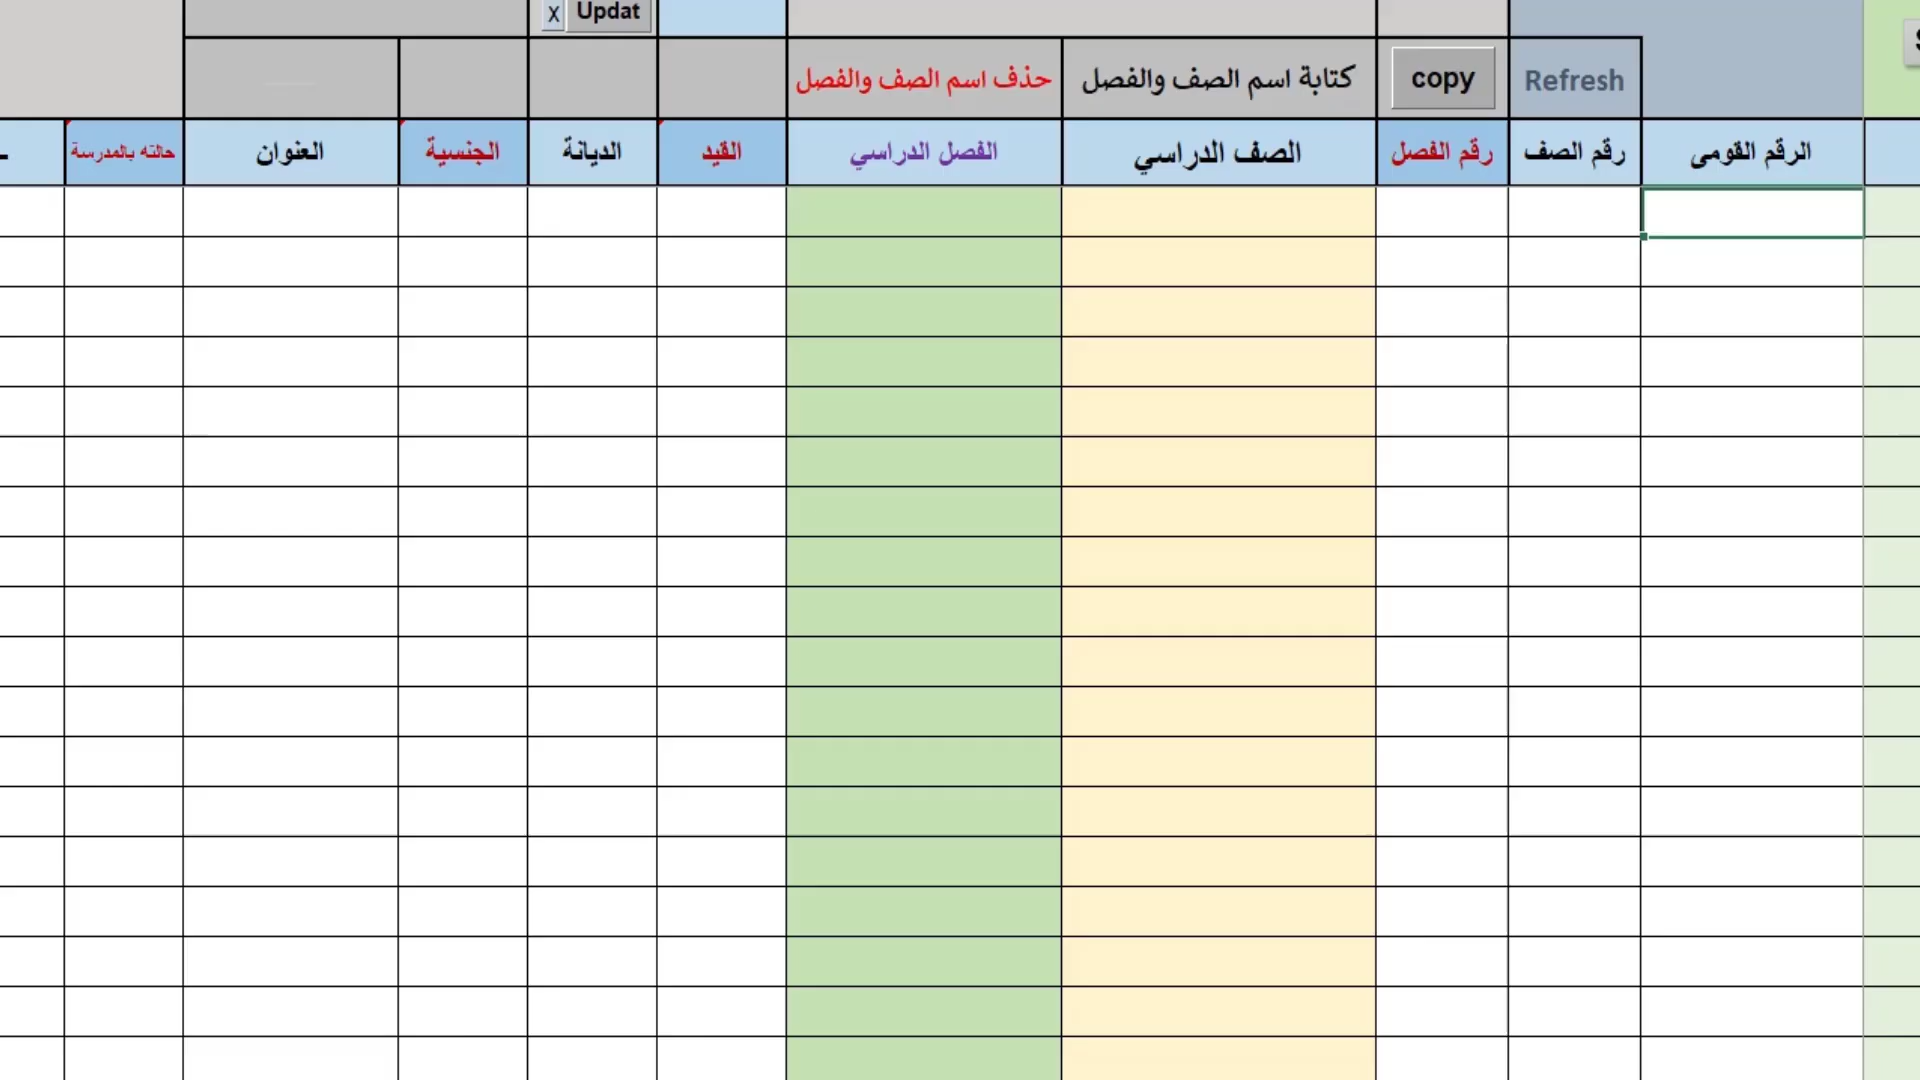 X Updat
Refresh copy كتابة اسم الصف والفصل حذف اسم الصف والفصل
الرقم القومى رقم الصف رقم الفصل الصف الدراسي الفصل الدراسي القيد الديانة الجنسية العنوان حالته بالمدرسة